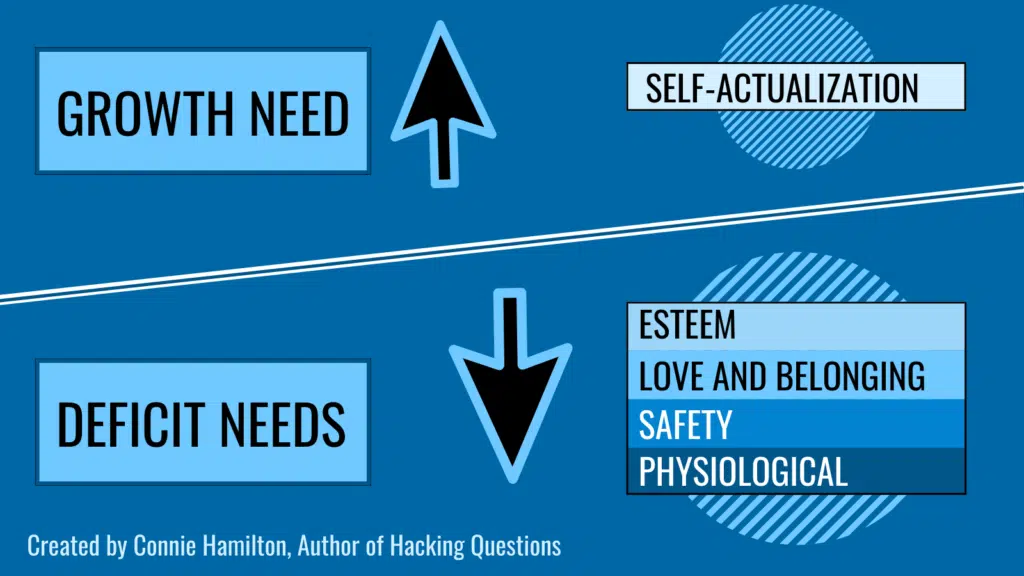 GROWTH NEED
SELF-ACTUALIZATION
DEFICIT NEEDS
ESTEEM
LOVE AND BELONGING
SAFETY
PHYSIOLOGICAL
Created by Connie Hamilton, Author of Hacking Questions